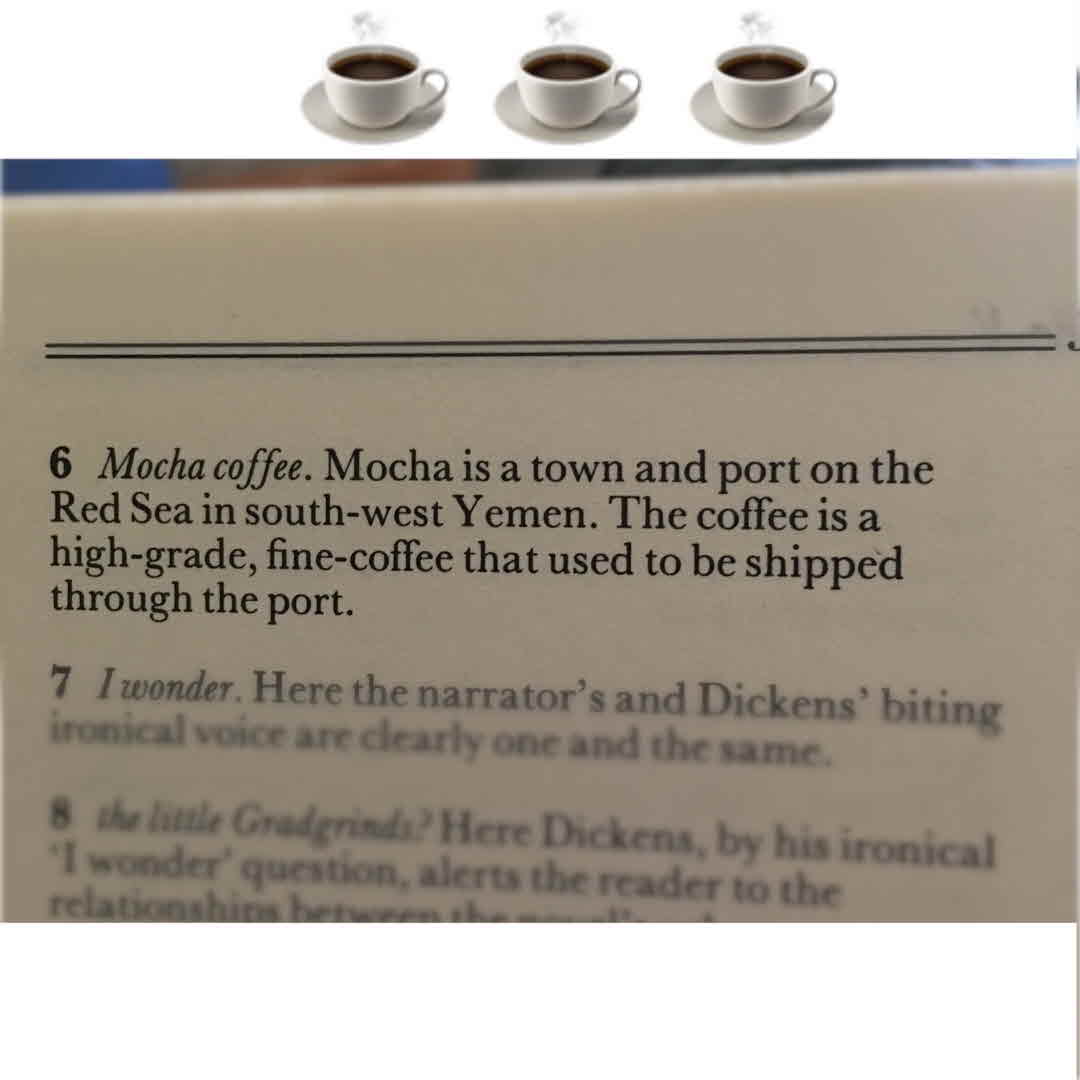 6 Mocha coffee. Mocha is a town and port on the
Red Sea in south-west Yemen. The coffee is a
high-grade, fine-coffee that used to be shipped
through the port.
7 I wonder. Here the narrator's and Dickens' biting
ironical voice are clearly one and the same.
8 the little Gradgrinds? Here Dickens, by his ironical
'I wonder' question, alerts the reader to the
relationships between the